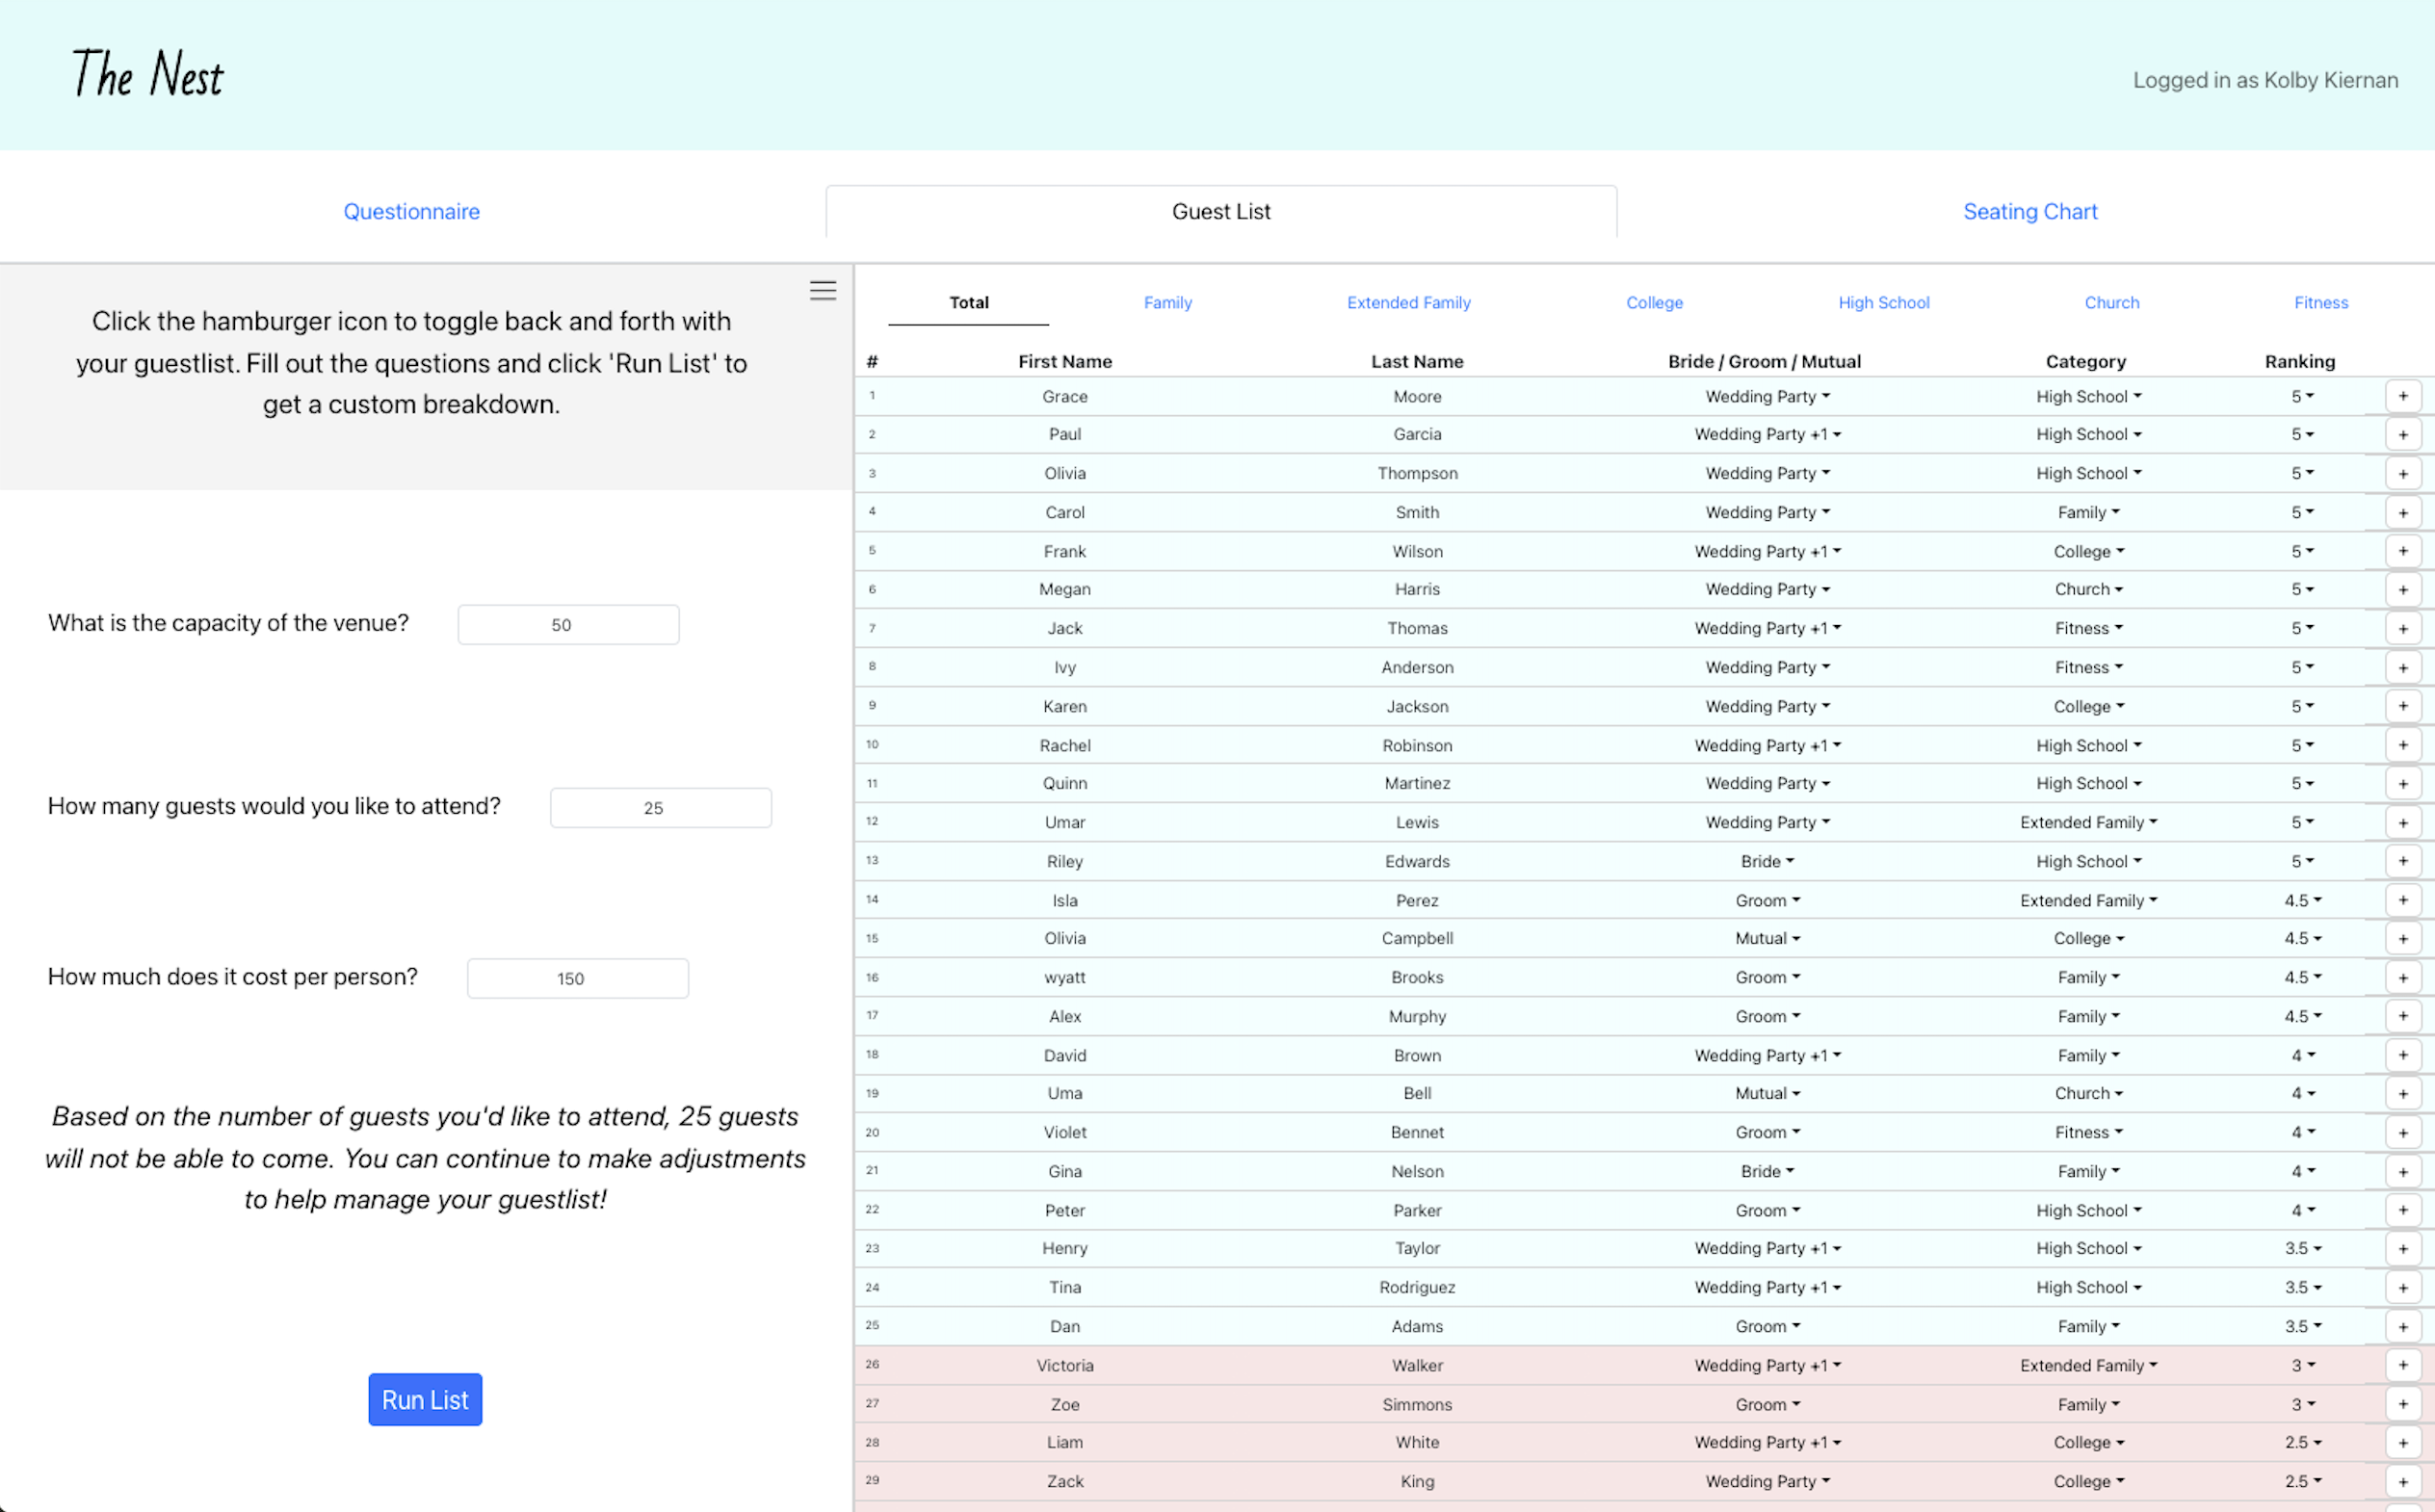 The Nest
Logged in as Kolby Kiernan
Questionnaire
Guest List
Seating Chart
Click the hamburger icon to toggle back and forth with
your guestlist. Fill out the questions and click 'Run List' to
get a custom breakdown.
What is the capacity of the venue? 50
How many guests would you like to attend? 25
How much does it cost per person? 150
Based on the number of guests you'd like to attend, 25 guests
will not be able to come. You can continue to make adjustments
to help manage your guestlist!
Run List
Total Family Extended Family College High School Church Fitness
# First Name Last Name Bride / Groom / Mutual Category Ranking
1 Grace Moore Wedding Party High School 5 +
2 Paul Garcia Wedding Party +1 High School 5 +
3 Olivia Thompson Wedding Party High School 5 +
4 Carol Smith Wedding Party Family 5 +
5 Frank Wilson Wedding Party +1 College 5 +
6 Megan Harris Wedding Party Church 5 +
7 Jack Thomas Wedding Party +1 Fitness 5 +
8 Ivy Anderson Wedding Party Fitness 5 +
9 Karen Jackson Wedding Party College 5 +
10 Rachel Robinson Wedding Party +1 High School 5 +
11 Quinn Martinez Wedding Party High School 5 +
12 Umar Lewis Wedding Party Extended Family 5 +
13 Riley Edwards Bride High School 5 +
14 Isla Perez Groom Extended Family 4.5 +
15 Olivia Campbell Mutual College 4.5 +
16 wyatt Brooks Groom Family 4.5 +
17 Alex Murphy Groom Family 4.5 +
18 David Brown Wedding Party +1 Family 4 +
19 Uma Bell Mutual Church 4 +
20 Violet Bennet Groom Fitness 4 +
21 Gina Nelson Bride Family 4 +
22 Peter Parker Groom High School 4 +
23 Henry Taylor Wedding Party +1 High School 3.5 +
24 Tina Rodriguez Wedding Party +1 High School 3.5 +
25 Dan Adams Groom Family 3.5 +
26 Victoria Walker Wedding Party +1 Extended Family 3 +
27 Zoe Simmons Groom Family 3 +
28 Liam White Wedding Party +1 College 2.5 +
29 Zack King Wedding Party College 2.5 +